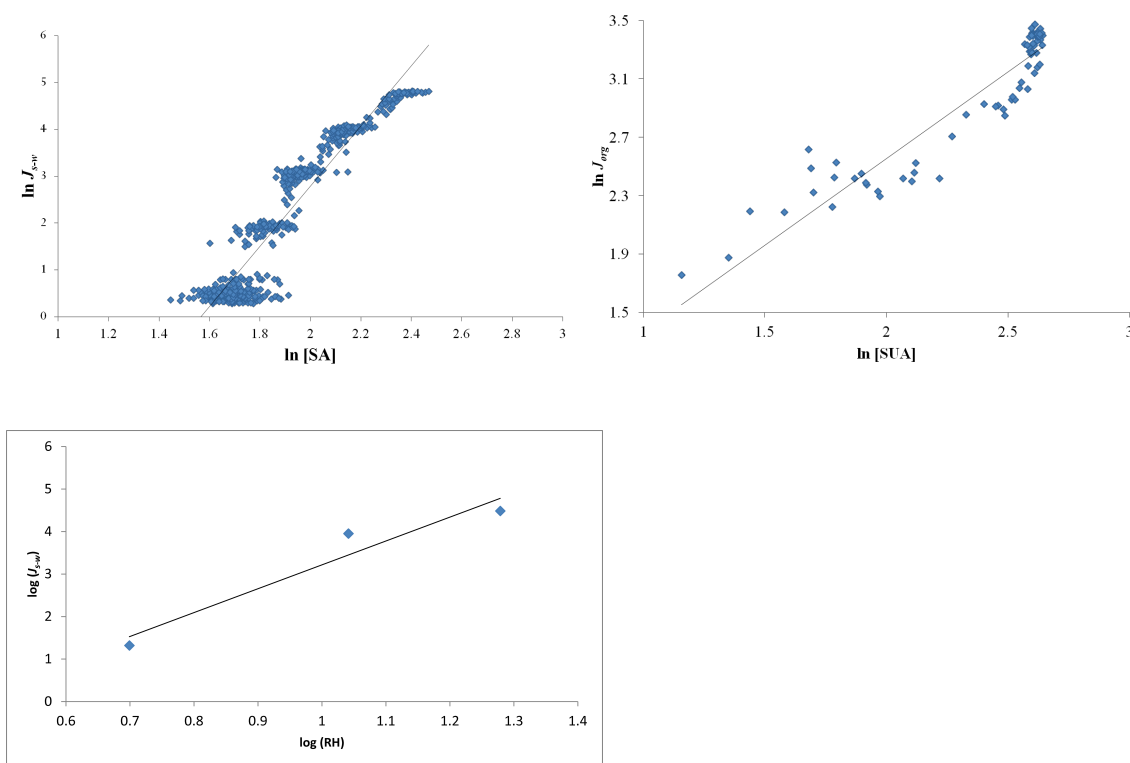 6
5
4
3
2
1
0
ln J_{s-w}
1 1.2 1.4 1.6 1.8 2 2.2 2.4 2.6 2.8 3
ln [SA]
3.5
3.1
2.7
2.3
1.9
1.5
ln J_{org}
1 1.5 2 2.5 3
ln [SUA]
6
5
4
3
2
1
0
log (J_{s-w})
0.6 0.7 0.8 0.9 1 1.1 1.2 1.3 1.4
log (RH)